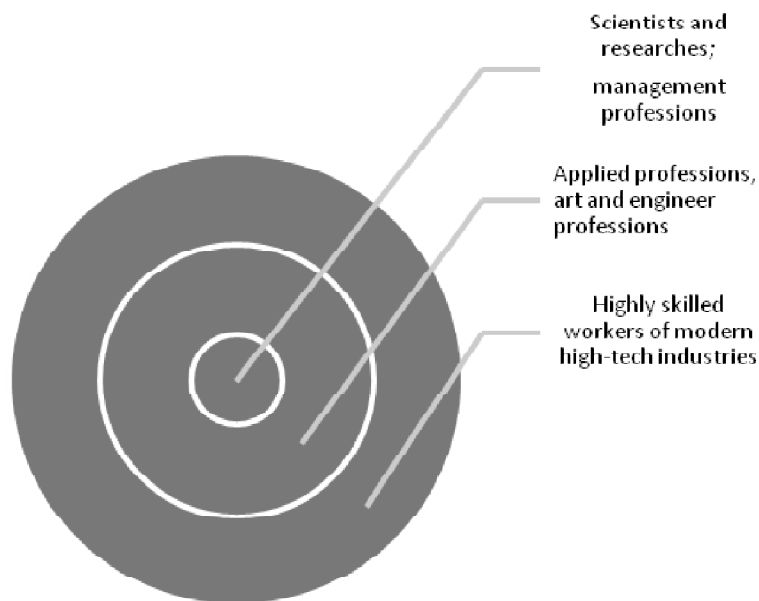 Scientists and
researches;
management
professions
Applied professions,
art and engineer
professions
Highly skilled
workers of modern
high-tech industries